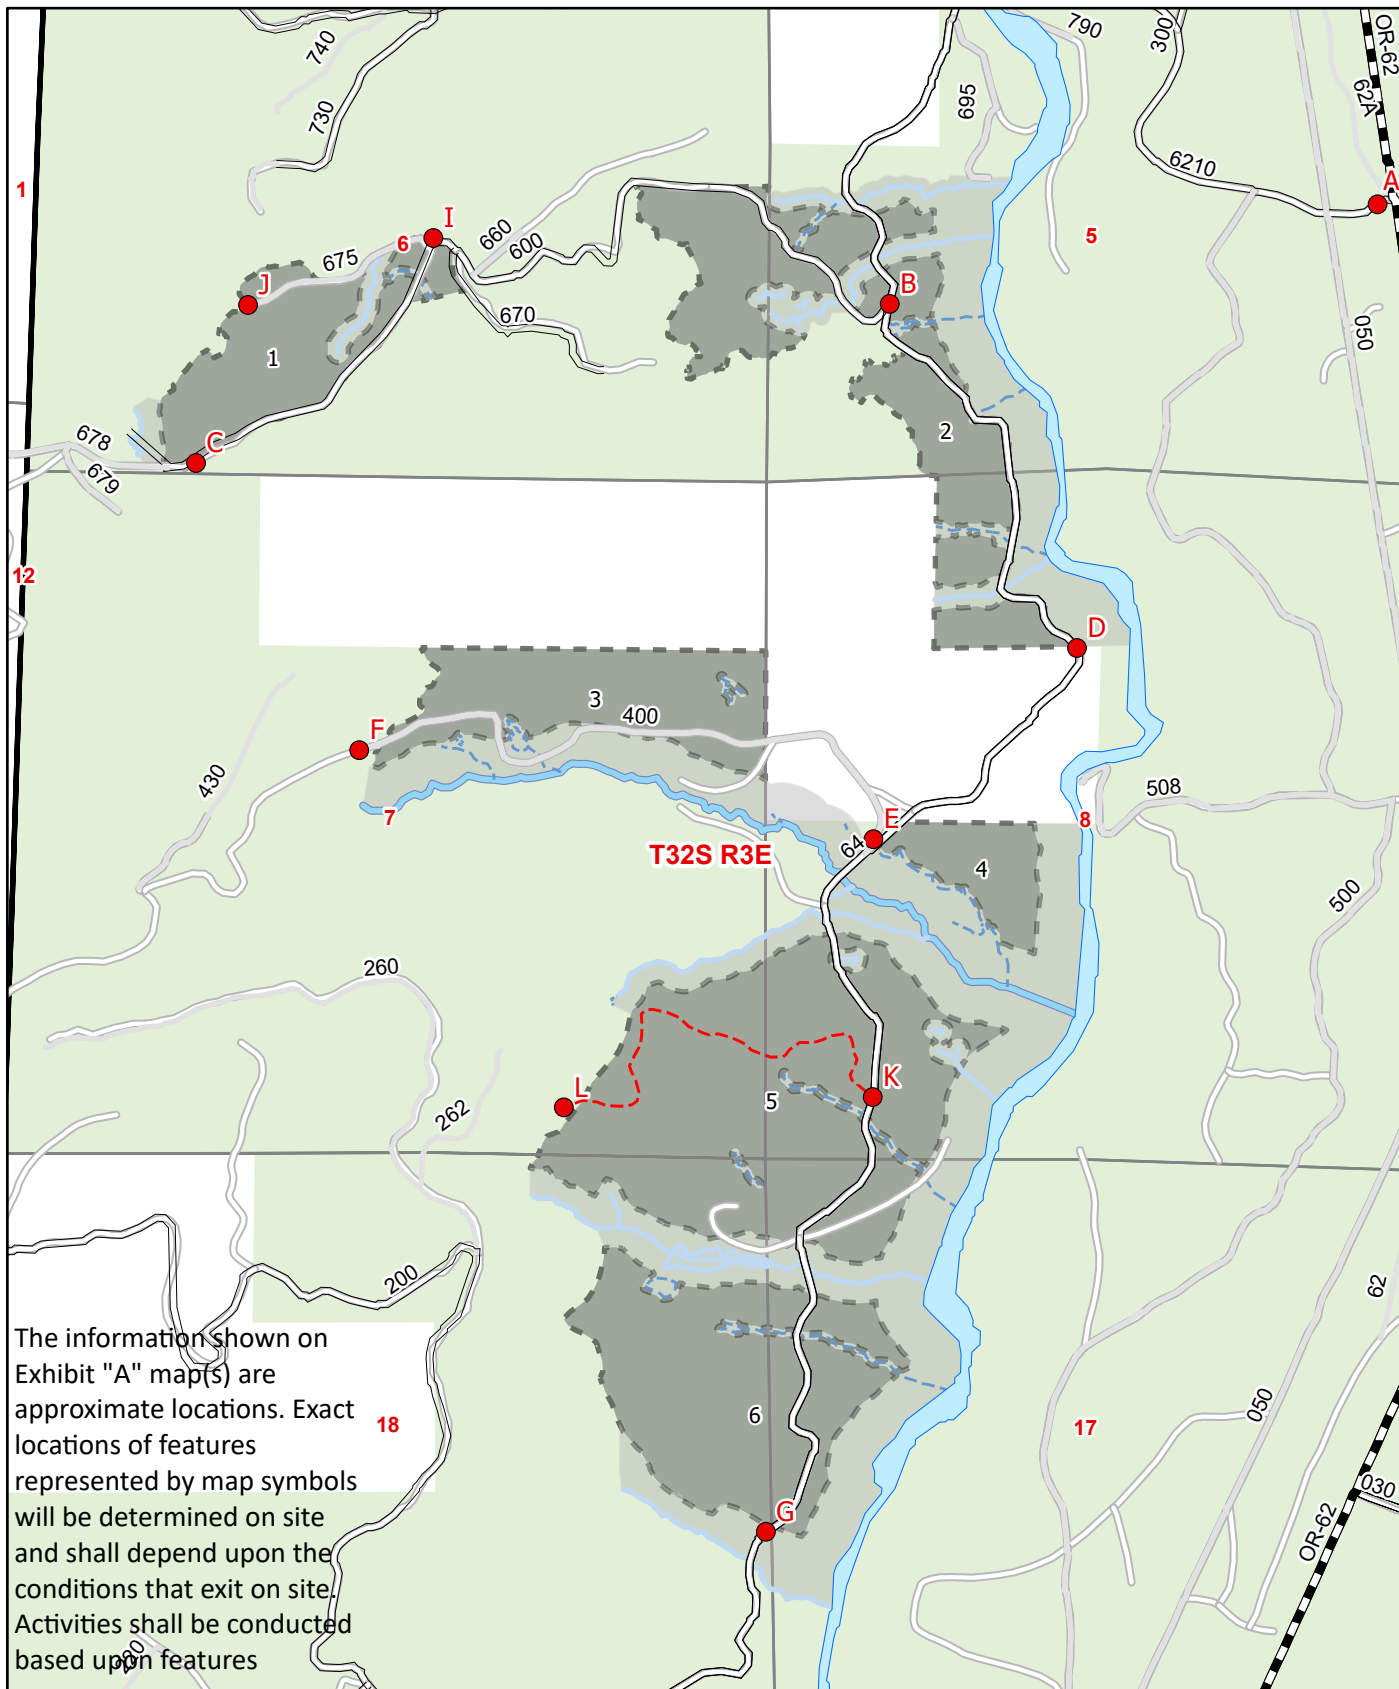 740
730
790
300
OR-62
62A
695
6210
A
1
I
6
660
600
5
675
J
B
670
050
1
2
C
678
679
12
D
3
400
F
430
7
E
64
8
508
T32S R3E
4
500
260
K
L
5
262
200
62
The information shown on
Exhibit "A" map(s) are
approximate locations. Exact
locations of features
represented by map symbols
will be determined on site
and shall depend upon the
conditions that exit on site.
Activities shall be conducted
based upon features
18
6
17
050
030
G
OR-62